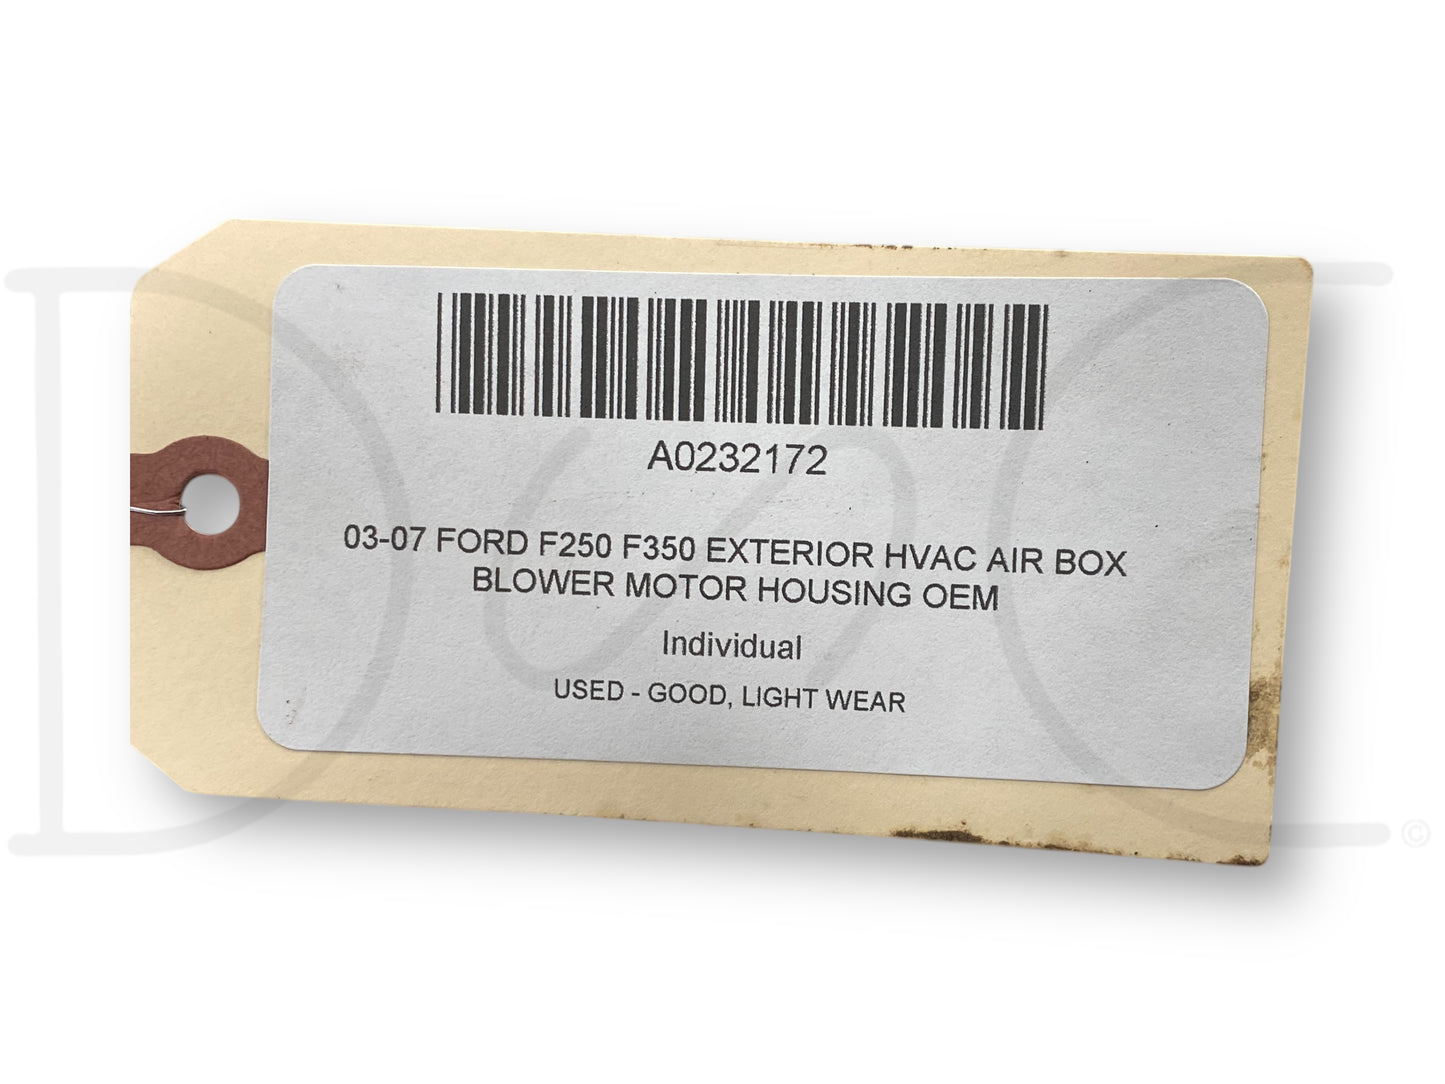 A0232172
03-07 FORD F250 F350 EXTERIOR HVAC AIR BOX
BLOWER MOTOR HOUSING OEM
Individual
USED - GOOD, LIGHT WEAR
©